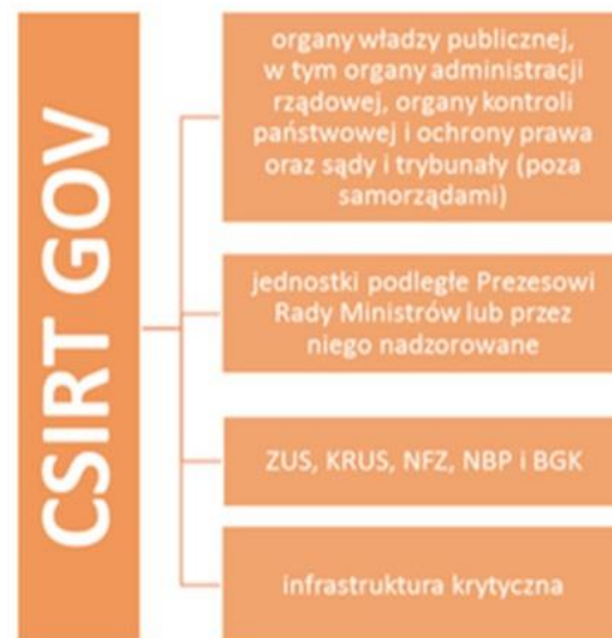 CSIRT GOV
organy władzy publicznej,
w tym organy administracji
rządowej, organy kontroli
państwowej i ochrony prawa
oraz sądy i trybunały (poza
samorządami)
jednostki podległe Prezesowi
Rady Ministrów lub przez
niego nadzorowane
ZUS, KRUS, NFZ, NBP i BGK
infrastruktura krytyczna